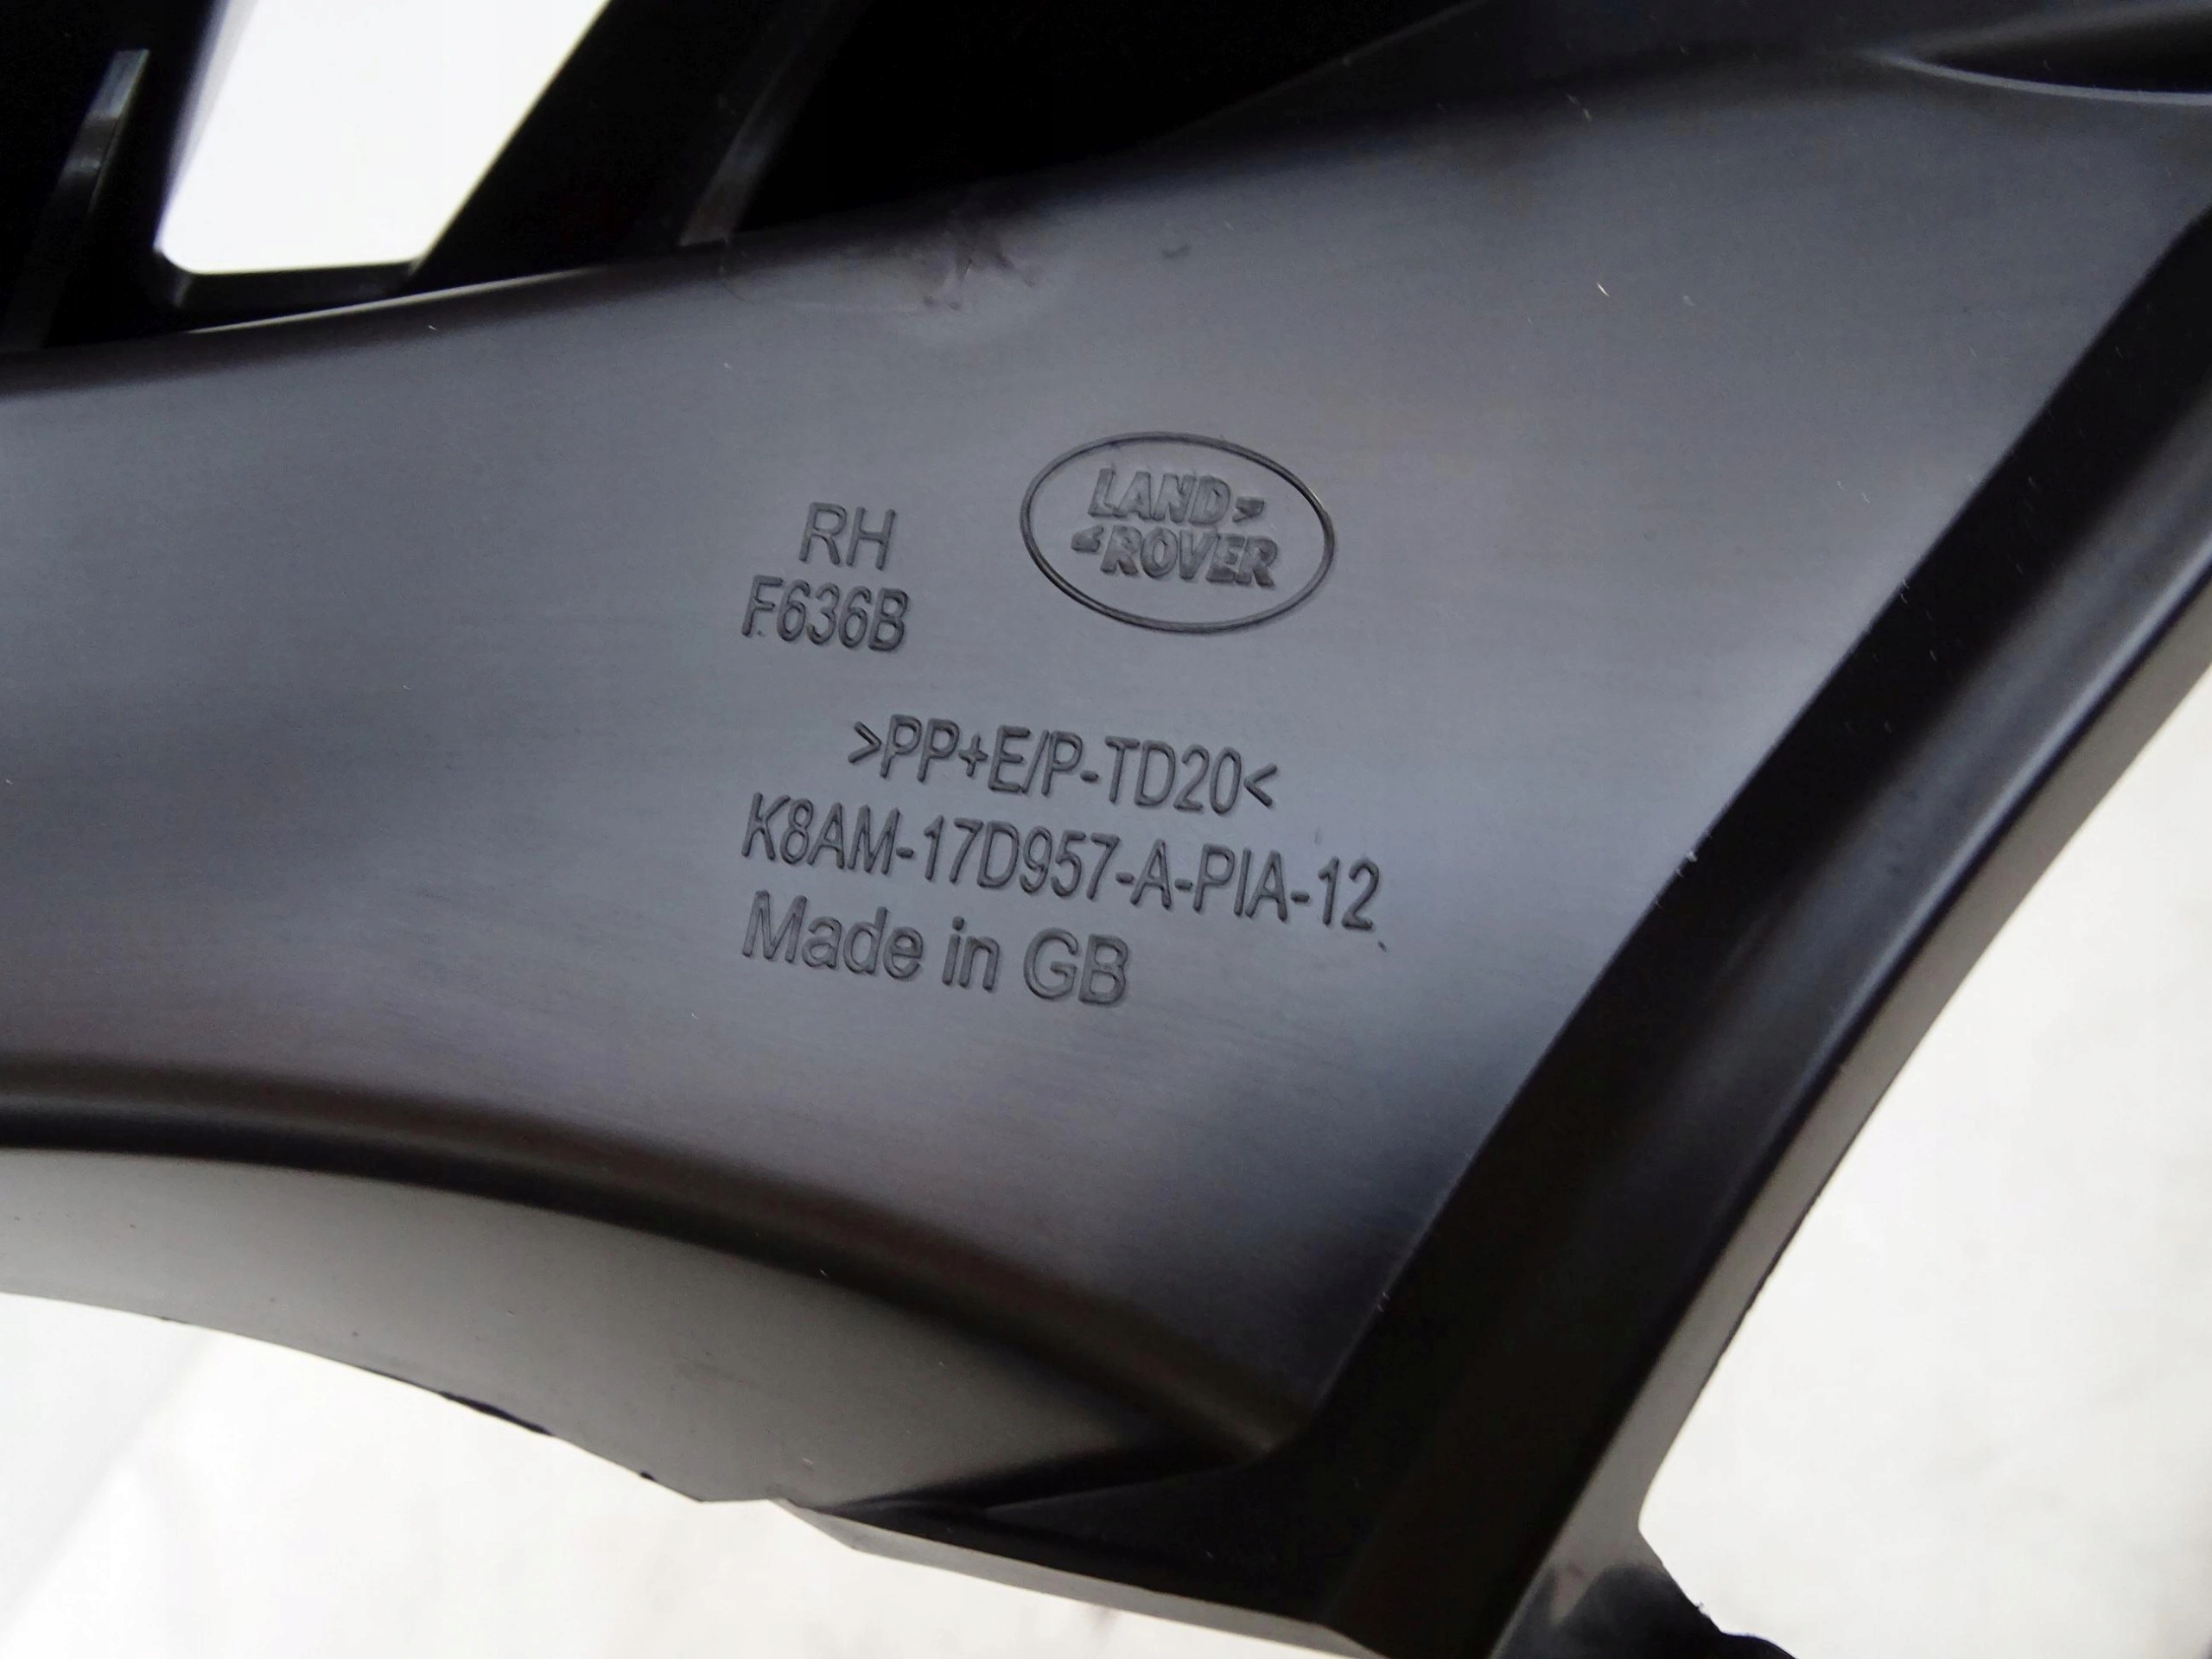 LAND
ROVER
RH
F636B
>PP+E/P-TD20<
K8AM-17D957-A-PIA-12
Made in GB